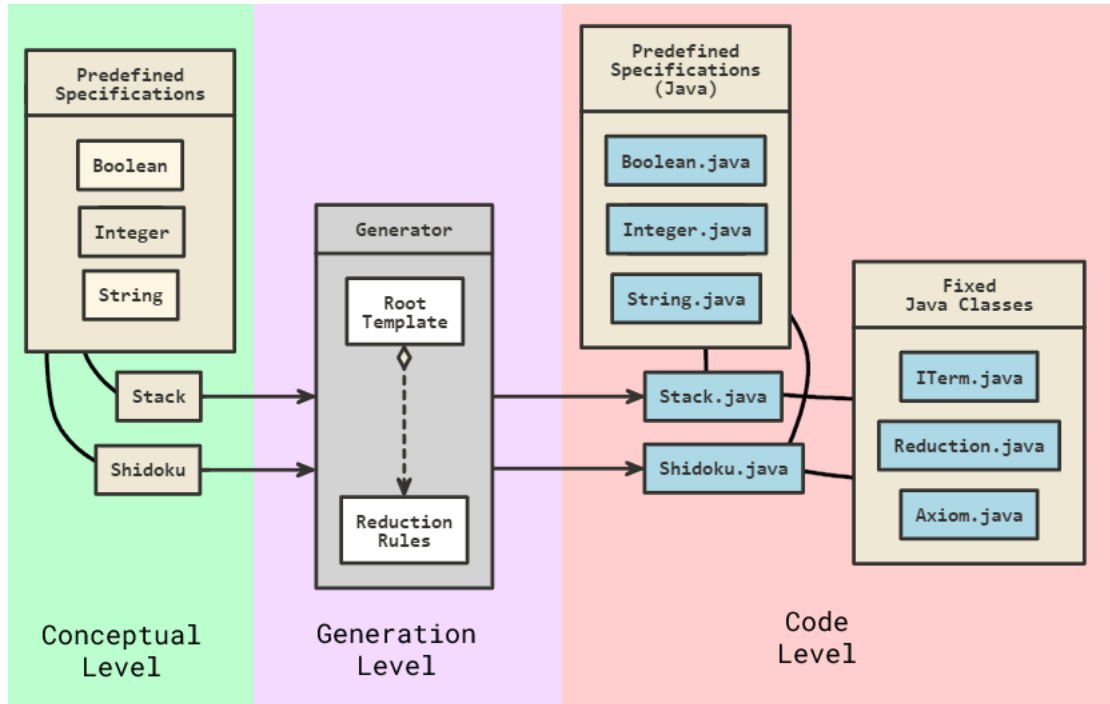 Predefined
Specifications
Boolean
Integer
String
Stack
Shidoku
Conceptual
Level
Generator
Root
Template
Reduction
Rules
Generation
Level
Predefined
Specifications
(Java)
Boolean.java
Integer.java
String.java
Stack.java
Shidoku.java
Fixed
Java Classes
ITerm.java
Reduction.java
Axiom.java
Code
Level